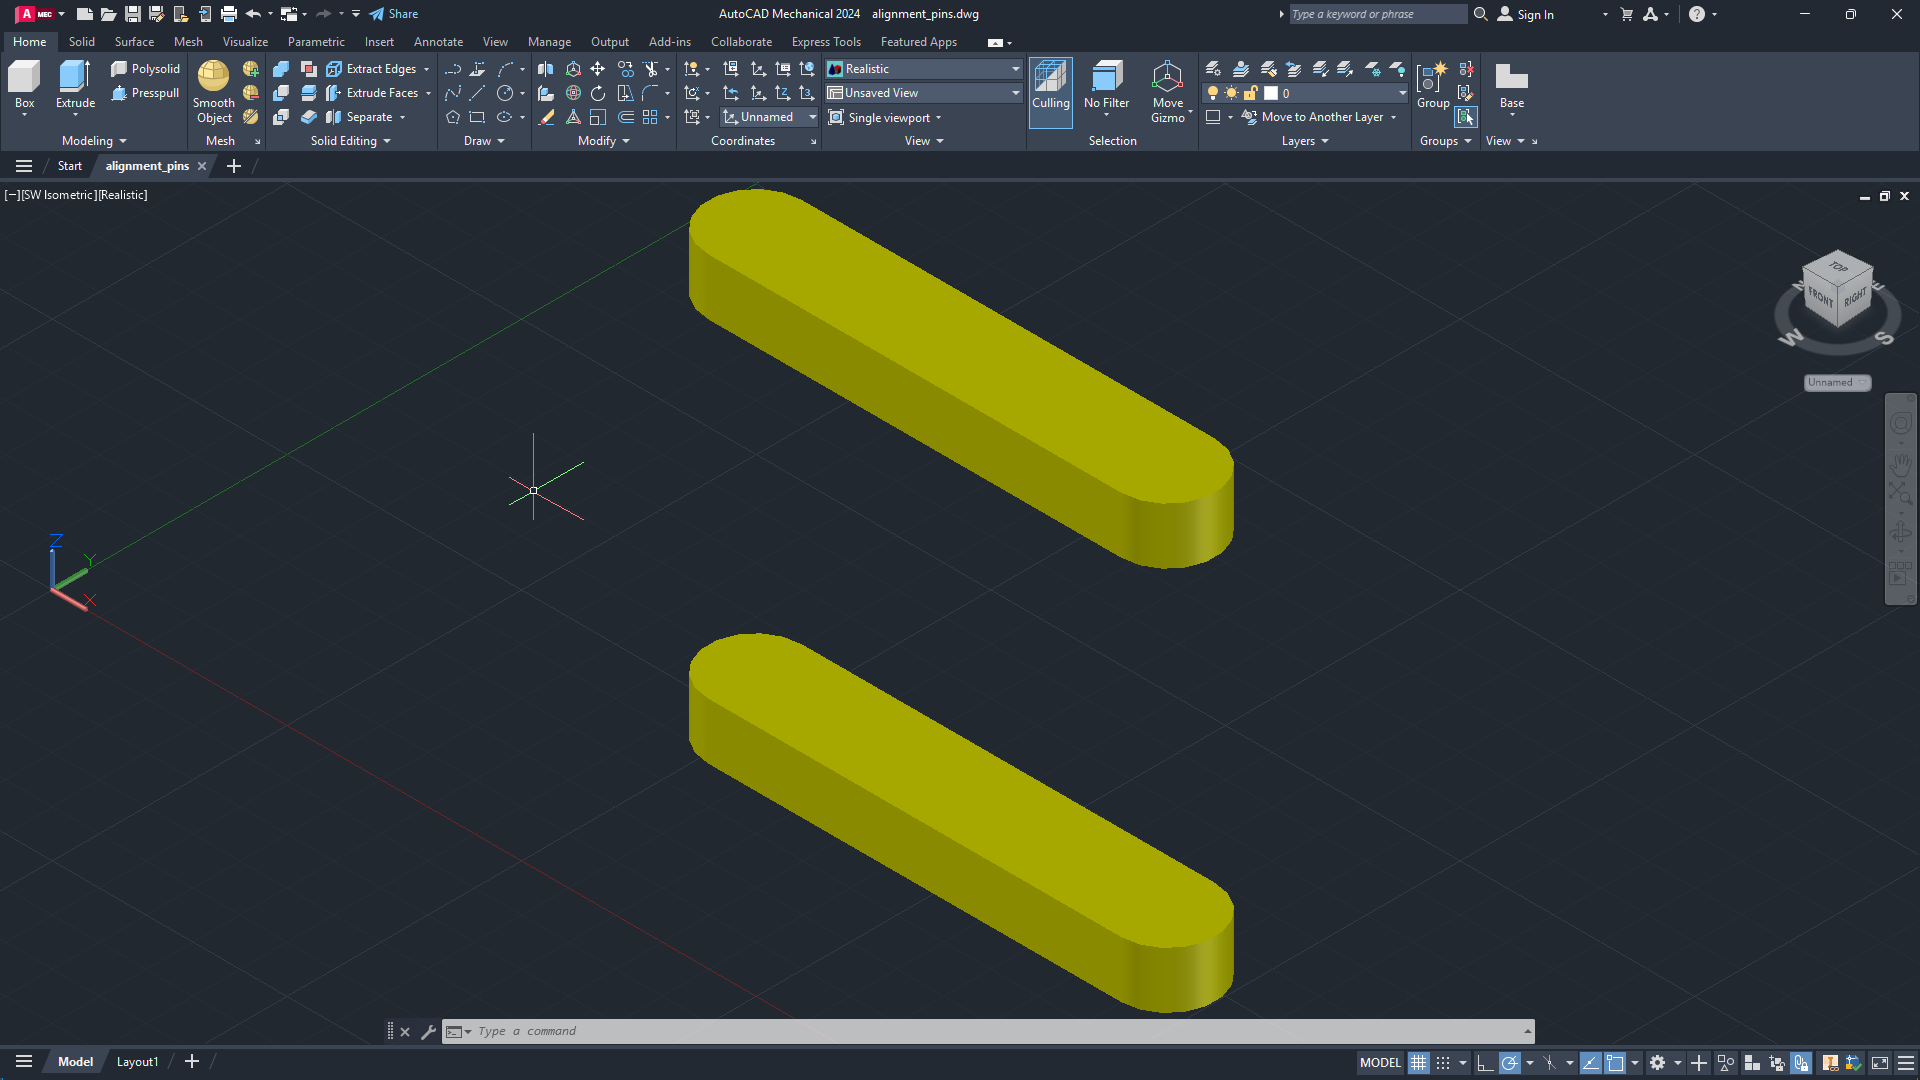 A MEC Share AutoCAD Mechanical 2024 alignment_pins.dwg Type a keyword or phrase Sign In
Home Solid Surface Mesh Visualize Parametric Insert Annotate View Manage Output Add-ins Collaborate Express Tools Featured Apps
Polysolid Extract Edges Realistic
Presspull Extrude Faces Unsaved View 0
Box Extrude Smooth Object Separate Unnamed Single viewport Culling No Filter Move Gizmo Move to Another Layer Group Base
Modeling Mesh Solid Editing Draw Modify Coordinates View Selection Layers Groups View
Start alignment_pins
[−][SW Isometric][Realistic]
TOP
FRONT RIGHT
W S
Unnamed
Z
Y
X
Type a command
Model Layout1 MODEL